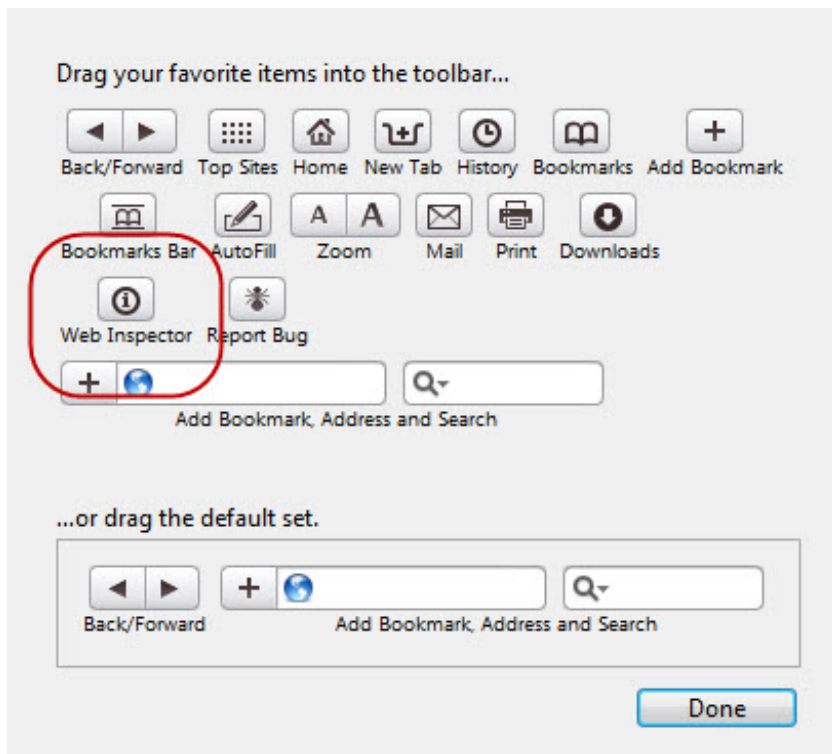 Drag your favorite items into the toolbar...
Back/Forward Top Sites Home New Tab History Bookmarks Add Bookmark
A A
Bookmarks Bar AutoFill Zoom Mail Print Downloads
Web Inspector Report Bug
Add Bookmark, Address and Search
...or drag the default set.
Back/Forward Add Bookmark, Address and Search
Done